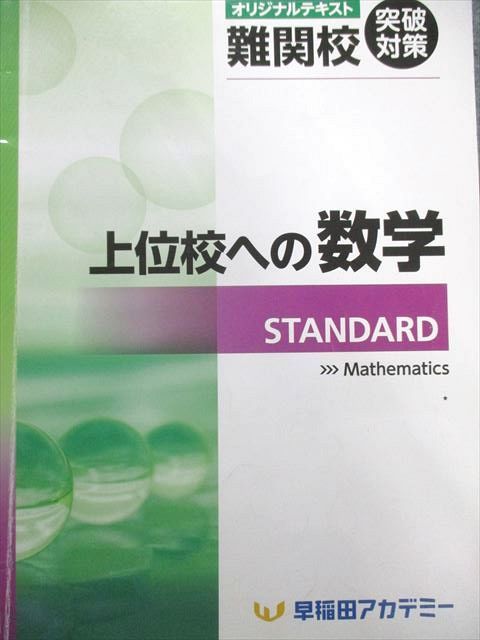 オリジナルテキスト
難関校
突破
対策
上位校への数学
STANDARD
>>> Mathematics
*
早稲田アカデミー